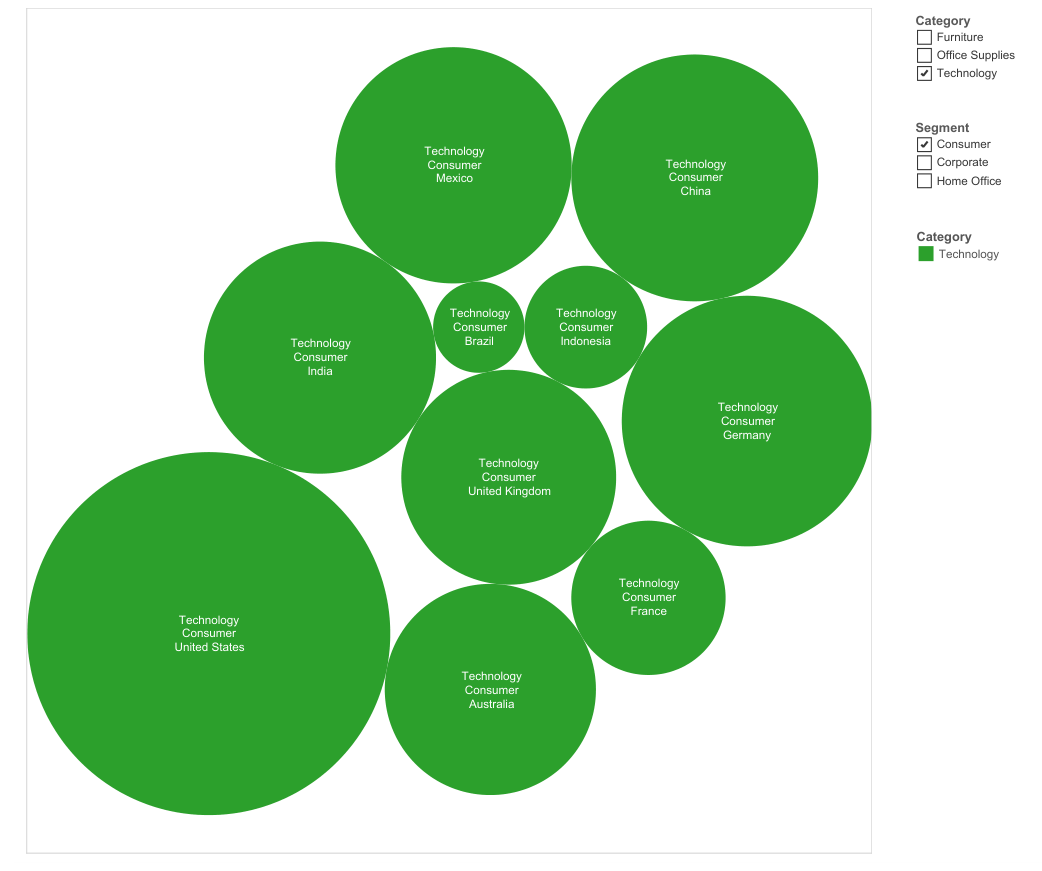 Technology
Consumer
Mexico
Technology
Consumer
China
Technology
Consumer
Brazil
Technology
Consumer
Indonesia
Technology
Consumer
India
Technology
Consumer
Germany
Technology
Consumer
United Kingdom
Technology
Consumer
France
Technology
Consumer
United States
Technology
Consumer
Australia
Category
Furniture
Office Supplies
Technology
Segment
Consumer
Corporate
Home Office
Category
Technology